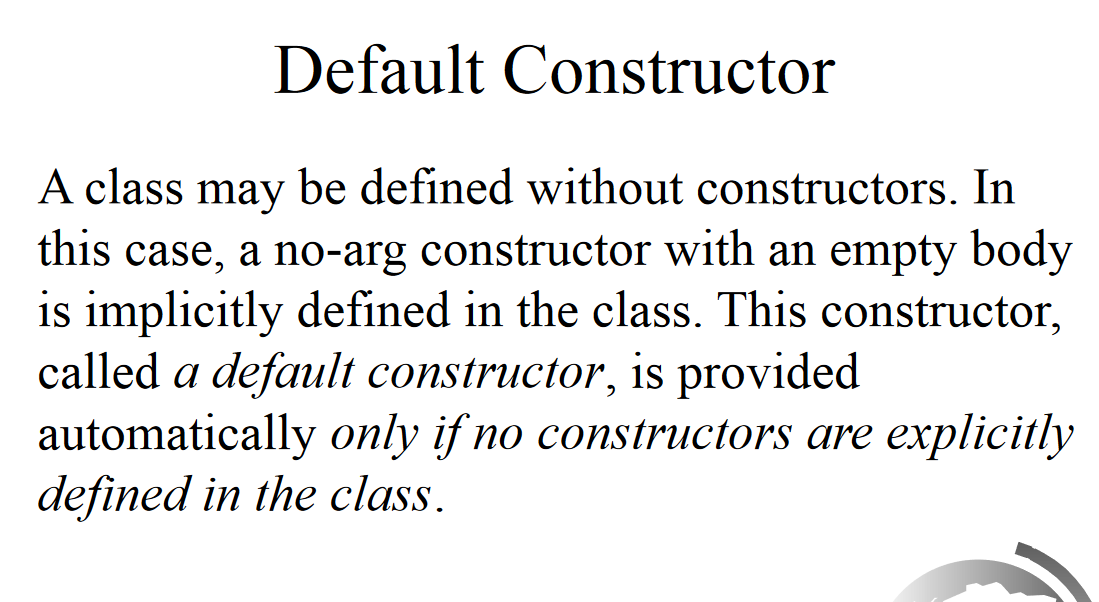 Default Constructor
A class may be defined without constructors. In
this case, a no-arg constructor with an empty body
is implicitly defined in the class. This constructor,
called a default constructor, is provided
automatically only if no constructors are explicitly
defined in the class.